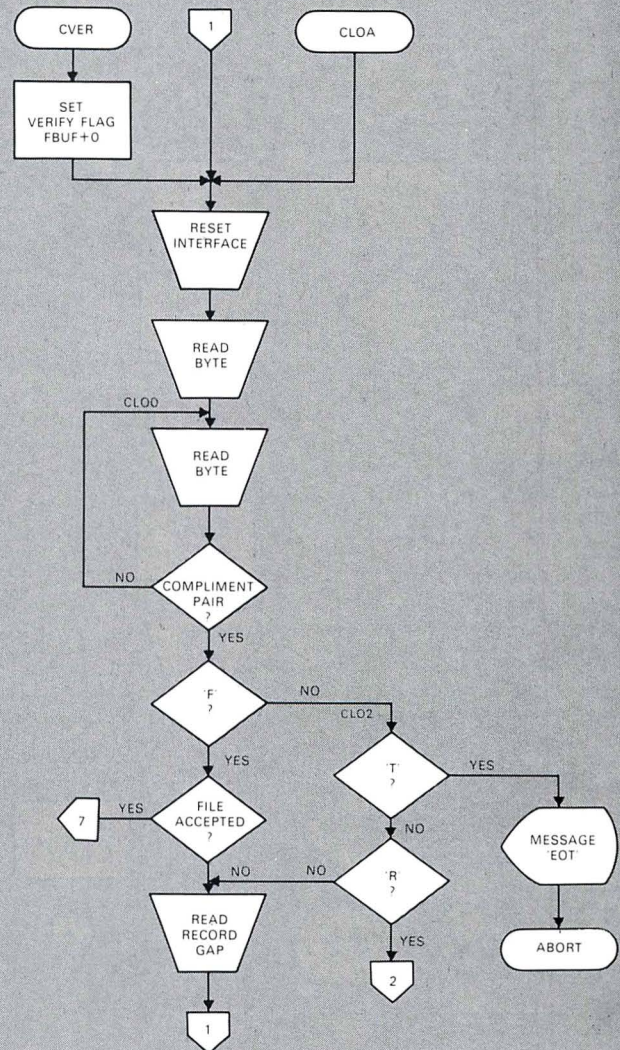 CVER
1
CLOA
SET
VERIFY FLAG
FBUF+0
RESET
INTERFACE
READ
BYTE
CLO0
READ
BYTE
NO
COMPLIMENT
PAIR
?
YES
'F'
?
NO
CLO2
YES
'T'
?
YES
YES
7
FILE
ACCEPTED
?
NO
MESSAGE
'EOT'
NO
NO
'R'
?
READ
RECORD
GAP
YES
ABORT
2
1